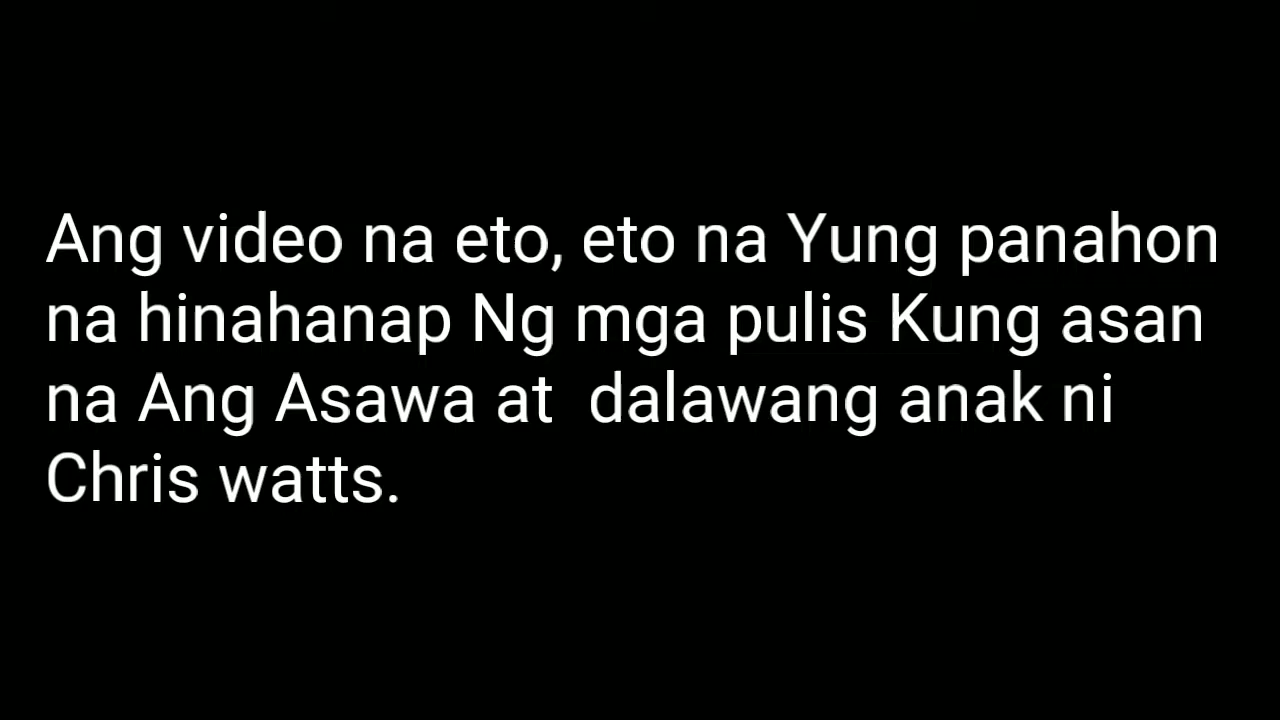 Ang video na eto, eto na Yung panahon
na hinahanap Ng mga pulis Kung asan
na Ang Asawa at  dalawang anak ni
Chris watts.